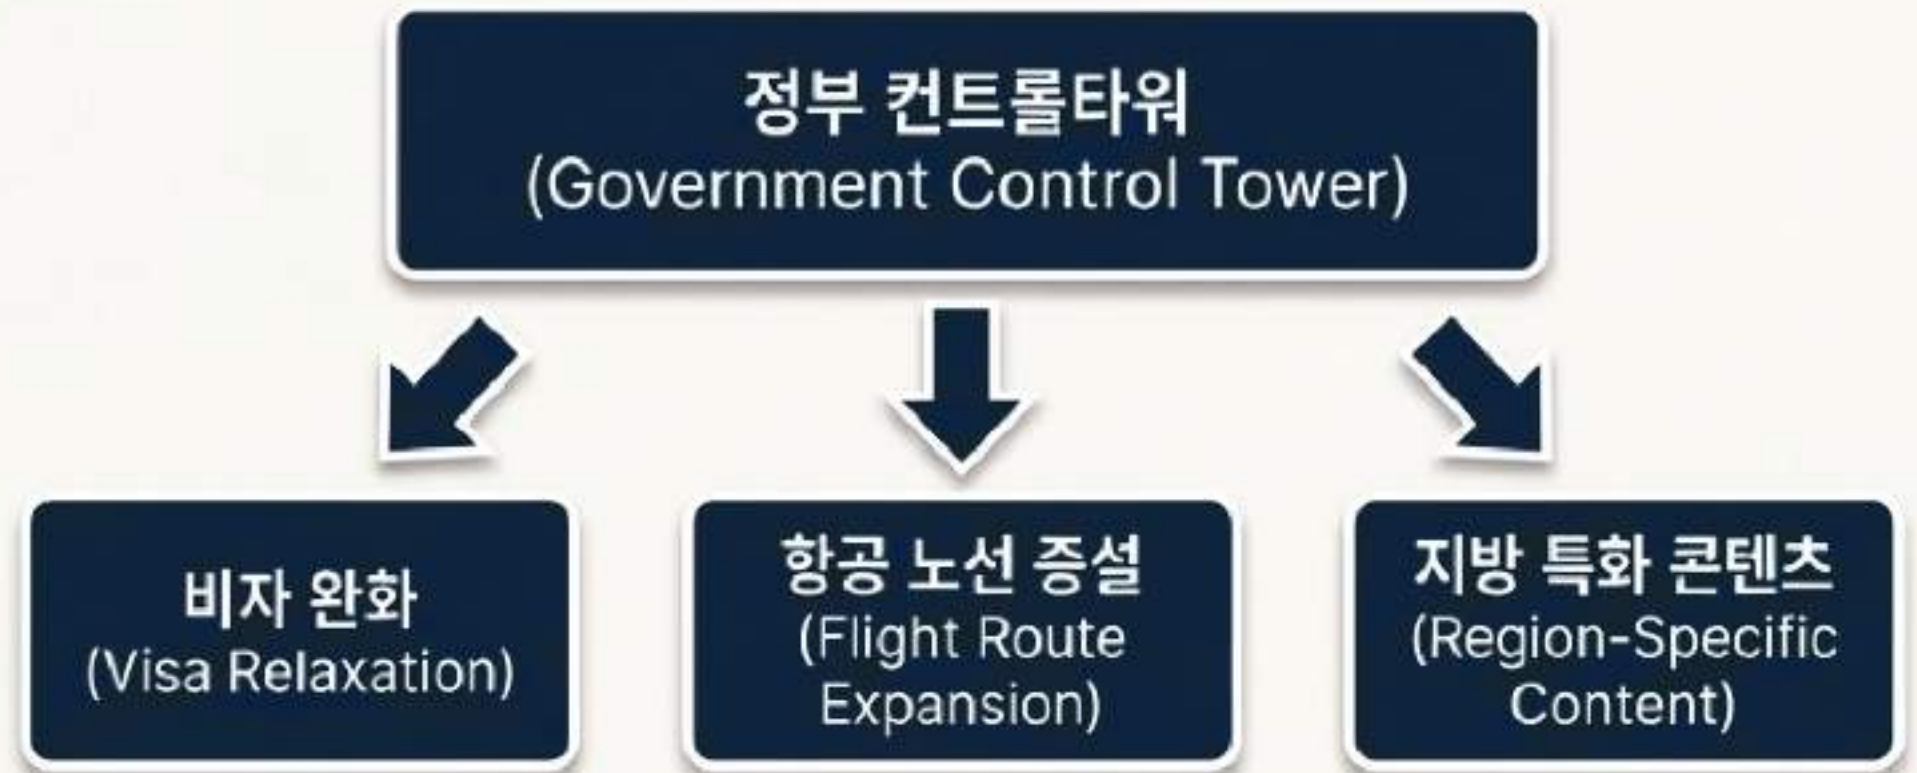 정부 컨트롤타워
(Government Control Tower)
비자 완화
(Visa Relaxation)
항공 노선 증설
(Flight Route
Expansion)
지방 특화 콘텐츠
(Region-Specific
Content)